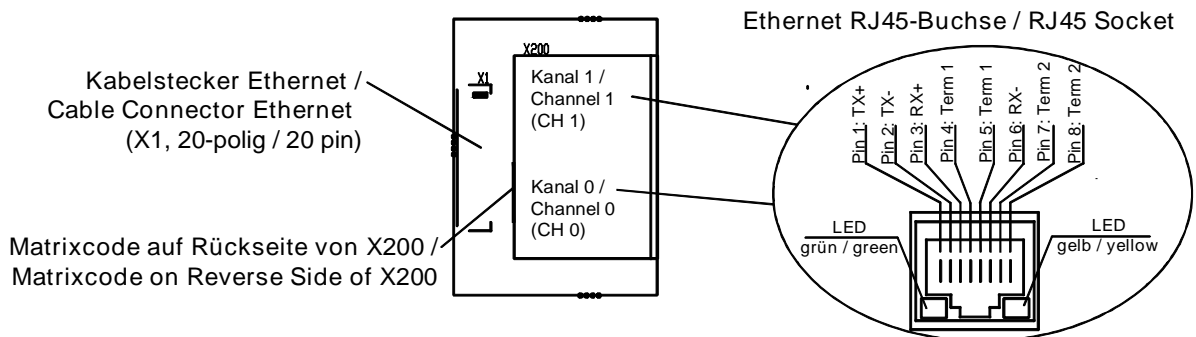 Ethernet RJ45-Buchse / RJ45 Socket
X200
X1
Kabelstecker Ethernet /
Cable Connector Ethernet
(X1, 20-polig / 20 pin)
Kanal 1 /
Channel 1
(CH 1)
Kanal 0 /
Channel 0
(CH 0)
Matrixcode auf Rückseite von X200 /
Matrixcode on Reverse Side of X200
Pin 1: TX+
Pin 2: TX-
Pin 3: RX+
Pin 4: Term 1
Pin 5: Term 1
Pin 6: RX-
Pin 7: Term 2
Pin 8: Term 2
LED
grün / green
LED
gelb / yellow